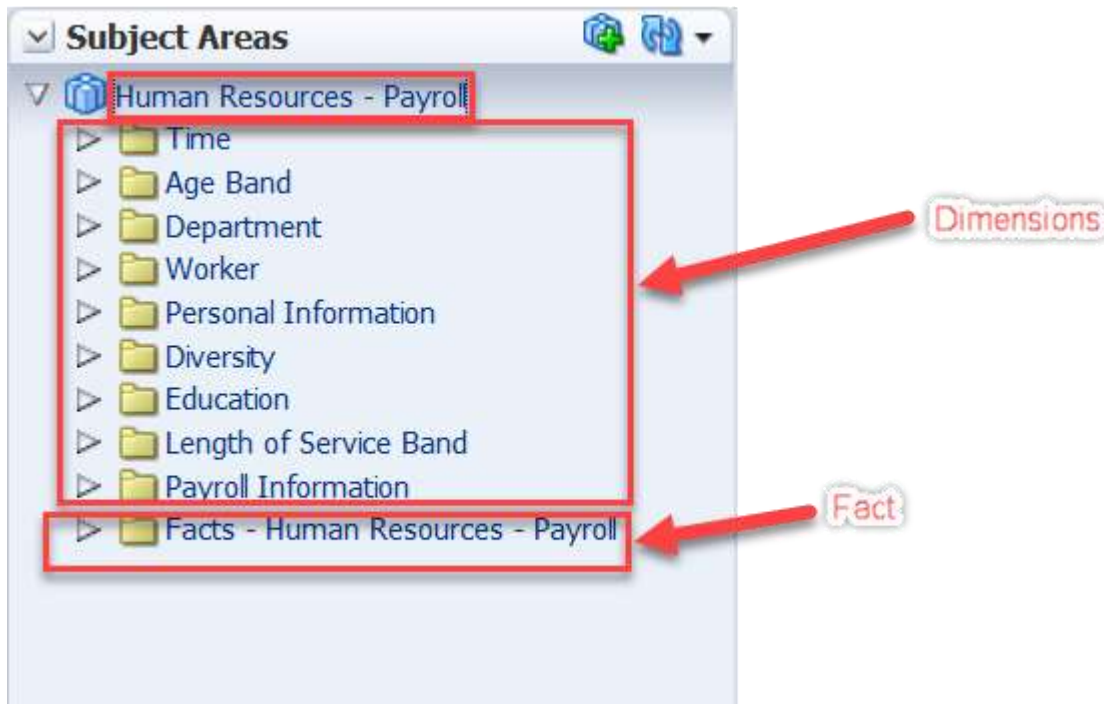 Subject Areas
Human Resources - Payroll
Time
Age Band
Department
Worker
Personal Information
Diversity
Education
Length of Service Band
Payroll Information
Facts - Human Resources - Payroll
Dimensions
Fact